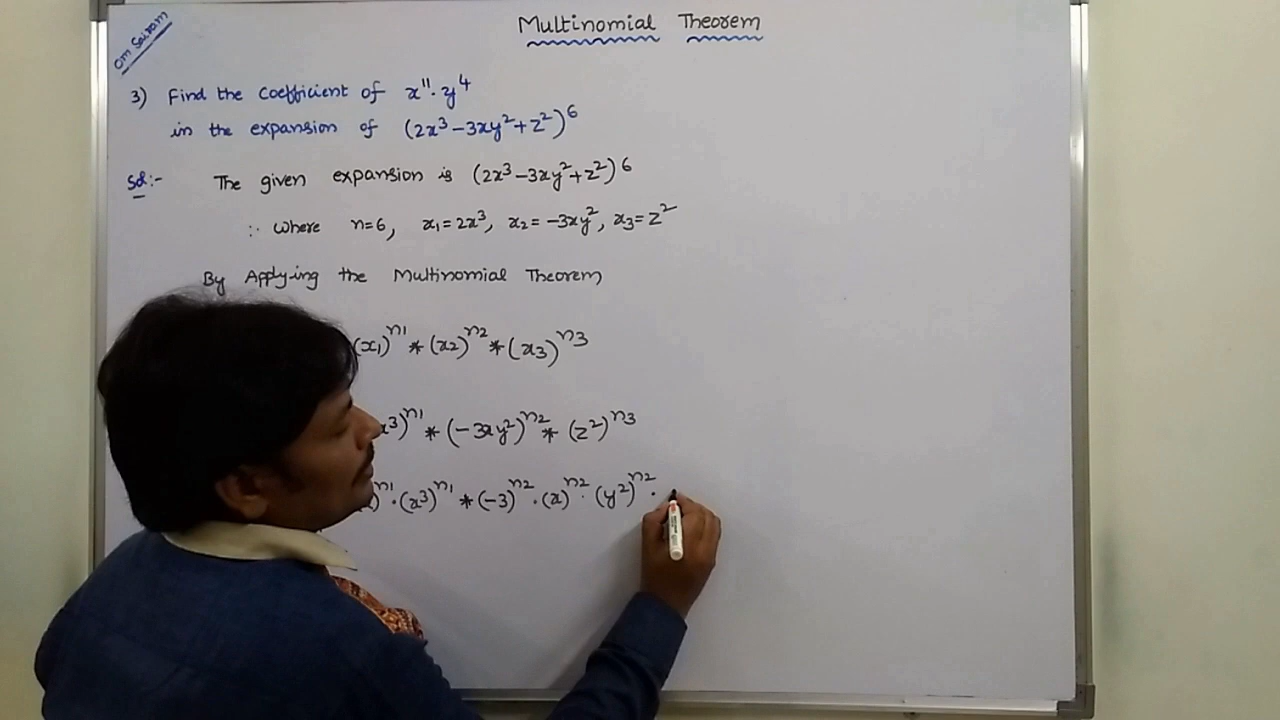 Multinomial Theorem
Om Sairam
3) Find the coefficient of x¹¹·y⁴
in the expansion of (2x³-3xy²+z²)⁶
Sol:- The given expansion is (2x³-3xy²+z²)⁶
∴ where n=6, x₁=2x³, x₂=-3xy², x₃=z²
By Applying the Multinomial Theorem
(x₁)ⁿ¹ * (x2)ⁿ² * (x₃)ⁿ³
x³)ⁿ¹ * (-3xy²)ⁿ² * (z²)ⁿ³
)ⁿ¹·(x³)ⁿ¹ * (-3)ⁿ²·(x)ⁿ²·(y²)ⁿ²·